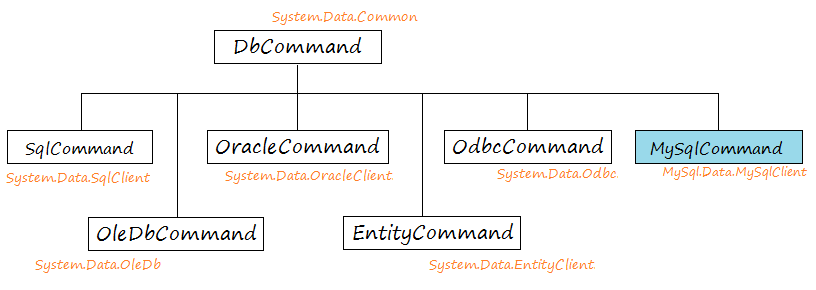 System.Data.Common
DbCommand
SqlCommand
OracleCommand
OdbcCommand
MySqlCommand
System.Data.SqlClient
System.Data.OracleClient
System.Data.Odbc
MySql.Data.MySqlClient
OleDbCommand
EntityCommand
System.Data.OleDb
System.Data.EntityClient